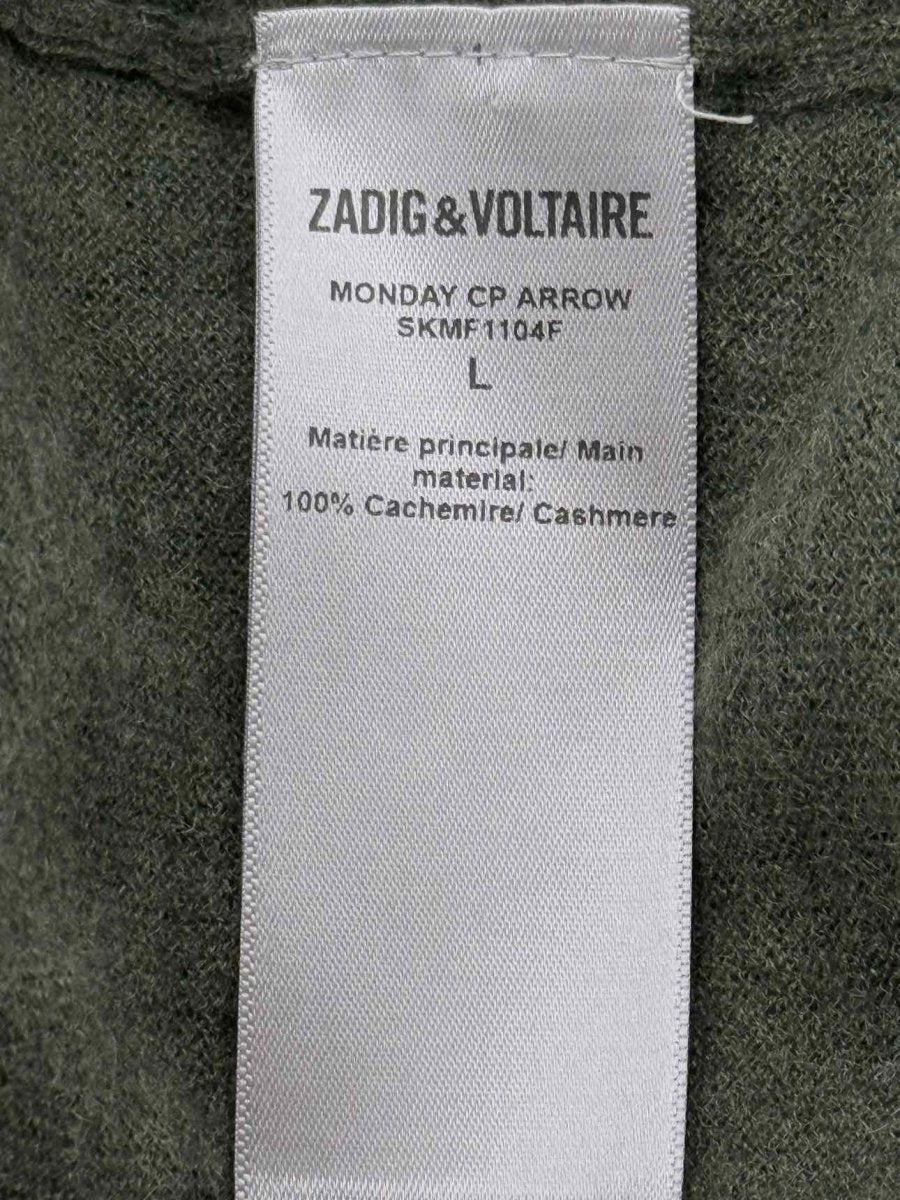 ZADIG&VOLTAIRE
MONDAY CP ARROW
SKMF1104F
L
Matière principale/ Main
material:
100% Cachemire/ Cashmere